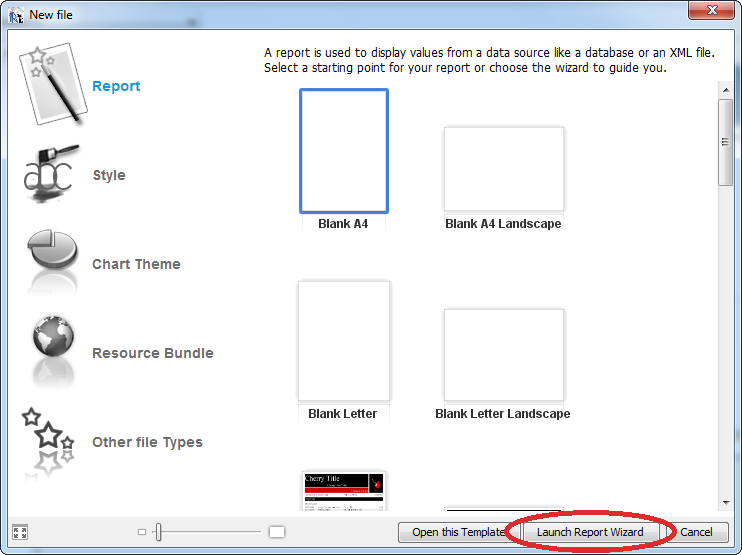 New file
A report is used to display values from a data source like a database or an XML file.
Select a starting point for your report or choose the wizard to guide you.
Report
abc
Style
Chart Theme
Resource Bundle
Other file Types
Blank A4
Blank A4 Landscape
Blank Letter
Blank Letter Landscape
Cherry Title
Open this Template
Launch Report Wizard
Cancel